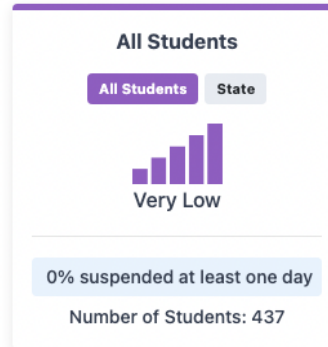 All Students
All Students State
Very Low
0% suspended at least one day
Number of Students: 437